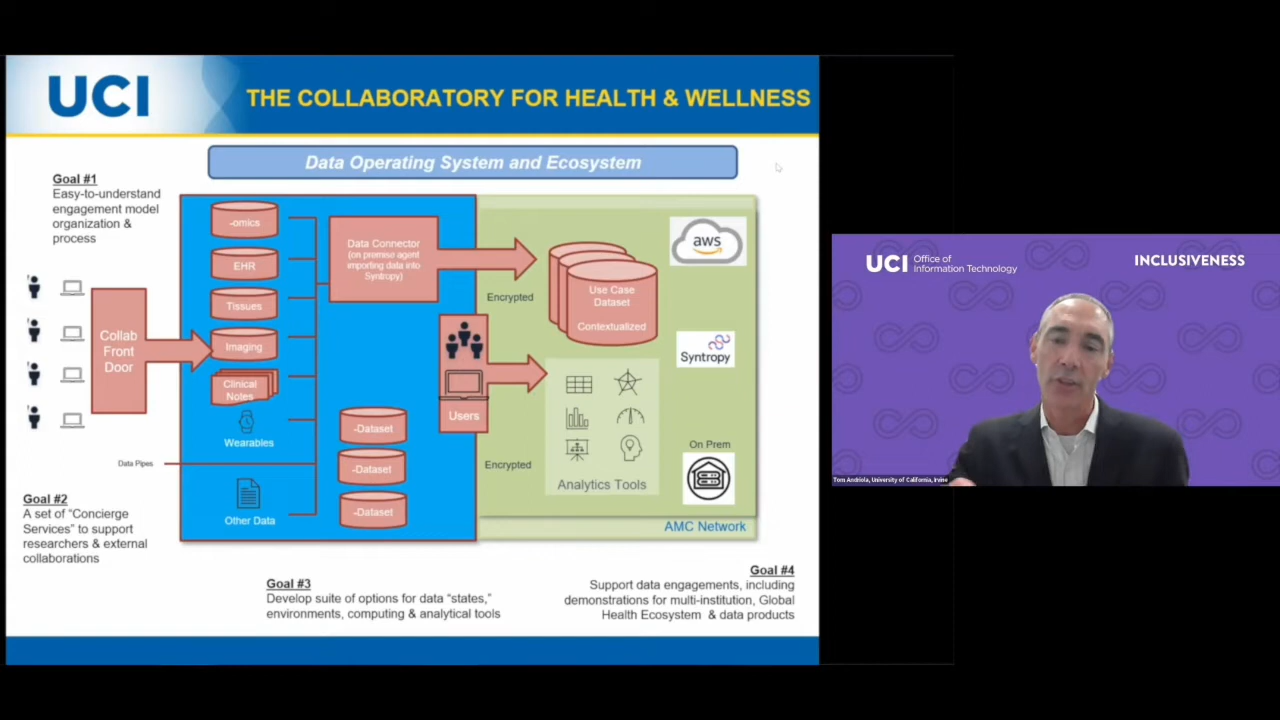 UCI
THE COLLABORATORY FOR HEALTH & WELLNESS
Data Operating System and Ecosystem
Goal #1
Easy-to-understand
engagement model
organization &
process
Collab
Front
Door
-omics
EHR
Tissues
Imaging
Clinical
Notes
Wearables
Data Pipes
Other Data
Data Connector
(on premise agent
importing data into
Syntropy)
-Dataset
-Dataset
-Dataset
Users
Encrypted
Encrypted
Use Case
Dataset
Contextualized
Analytics Tools
aws
Syntropy
On Prem
AMC Network
Goal #2
A set of "Concierge
Services" to support
researchers & external
collaborations
Goal #3
Develop suite of options for data "states,"
environments, computing & analytical tools
Goal #4
Support data engagements, including
demonstrations for multi-institution, Global
Health Ecosystem & data products
UCI Office of
Information Technology
INCLUSIVENESS
Tom Andriola, University of California, Irvine